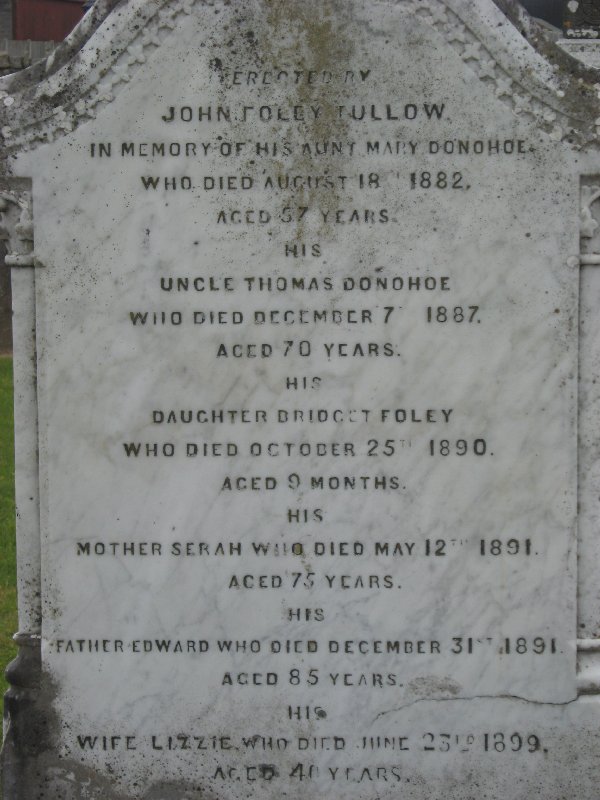 ERECTED BY
JOHN FOLEY TULLOW
IN MEMORY OF HIS AUNT MARY DONOHOE
WHO DIED AUGUST 18TH 1882.
AGED 57 YEARS.
HIS
UNCLE THOMAS DONOHOE
WHO DIED DECEMBER 7TH 1887.
AGED 70 YEARS.
HIS
DAUGHTER BRIDGET FOLEY
WHO DIED OCTOBER 25TH 1890.
AGED 9 MONTHS.
HIS
MOTHER SERAH WHO DIED MAY 12TH 1891.
AGED 75 YEARS.
HIS
FATHER EDWARD WHO DIED DECEMBER 31ST 1891.
AGED 85 YEARS.
HIS
WIFE LIZZIE WHO DIED JUNE 23RD 1899.
AGED YEARS.